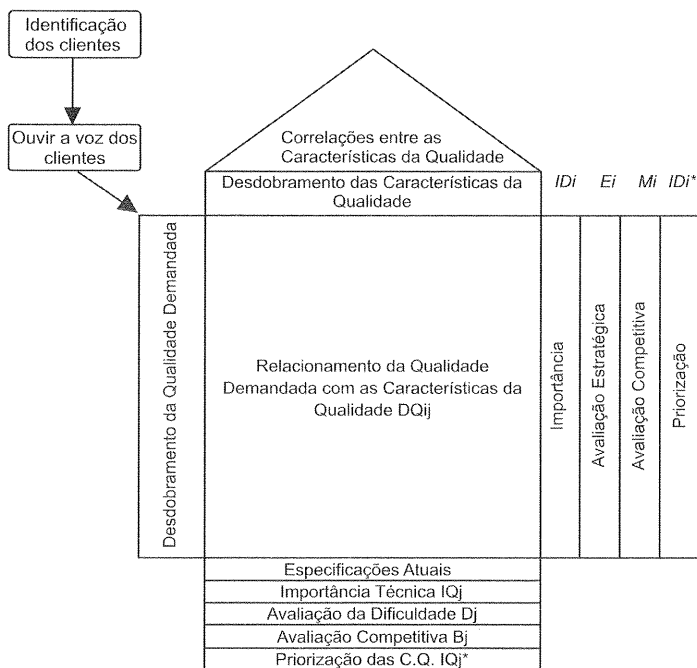 Identificação
dos clientes
Ouvir a voz dos
clientes
Correlações entre as
Características da Qualidade
Desdobramento das Características da
Qualidade
IDi Ei Mi IDi*
Desdobramento da Qualidade Demandada
Relacionamento da Qualidade
Demandada com as Características da
Qualidade DQij
Importância
Avaliação Estratégica
Avaliação Competitiva
Priorização
Especificações Atuais
Importância Técnica IQj
Avaliação da Dificuldade Dj
Avaliação Competitiva Bj
Priorização das C.Q. IQj*